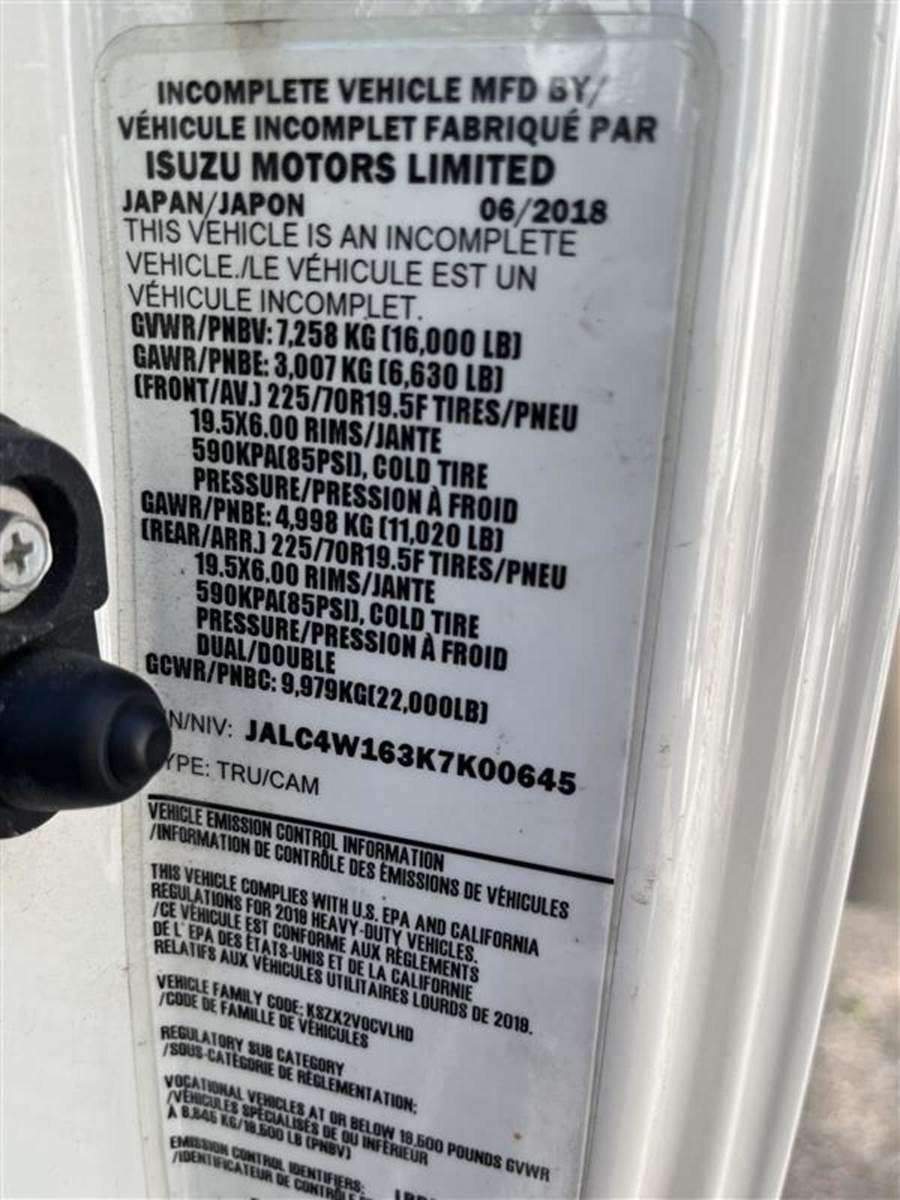 INCOMPLETE VEHICLE MFD BY/
VÉHICULE INCOMPLET FABRIQUÉ PAR
ISUZU MOTORS LIMITED
JAPAN/JAPON 06/2018
THIS VEHICLE IS AN INCOMPLETE
VEHICLE./LE VÉHICULE EST UN
VÉHICULE INCOMPLET.
GVWR/PNBV: 7,258 KG (16,000 LB)
GAWR/PNBE: 3,007 KG (6,630 LB)
(FRONT/AV.) 225/70R19.5F TIRES/PNEU
19.5X6.00 RIMS/JANTE
590KPA(85PSI), COLD TIRE
PRESSURE/PRESSION À FROID
GAWR/PNBE: 4,998 KG (11,020 LB)
(REAR/ARR.) 225/70R19.5F TIRES/PNEU
19.5X6.00 RIMS/JANTE
590KPA(85PSI), COLD TIRE
PRESSURE/PRESSION À FROID
DUAL/DOUBLE
GCWR/PNBC: 9,979KG(22,000LB)
N/NIV: JALC4W163K7K00645
YPE: TRU/CAM
VEHICLE EMISSION CONTROL INFORMATION
/INFORMATION DE CONTRÔLE DES ÉMISSIONS DE VÉHICULES
THIS VEHICLE COMPLIES WITH U.S. EPA AND CALIFORNIA
REGULATIONS FOR 2019 HEAVY-DUTY VEHICLES.
/CE VÉHICULE EST CONFORME AUX RÈGLEMENTS
DE L' EPA DES ÉTATS-UNIS ET DE LA CALIFORNIE
RELATIFS AUX VÉHICULES UTILITAIRES LOURDS DE 2019.
VEHICLE FAMILY CODE: KSZX2VOCVLHD
/CODE DE FAMILLE DE VÉHICULES
REGULATORY SUB CATEGORY
/SOUS-CATÉGORIE DE RÉGLEMENTATION:
VOCATIONAL VEHICLES AT OR BELOW 19,500 POUNDS GVWR
/VÉHICULES SPÉCIALISÉS DE OU INFÉRIEUR
À 8,845 KG/19,500 LB (PNBV)
EMISSION CONTROL IDENTIFIERS:
/IDENTIFICATEUR DE CONTRÔLE